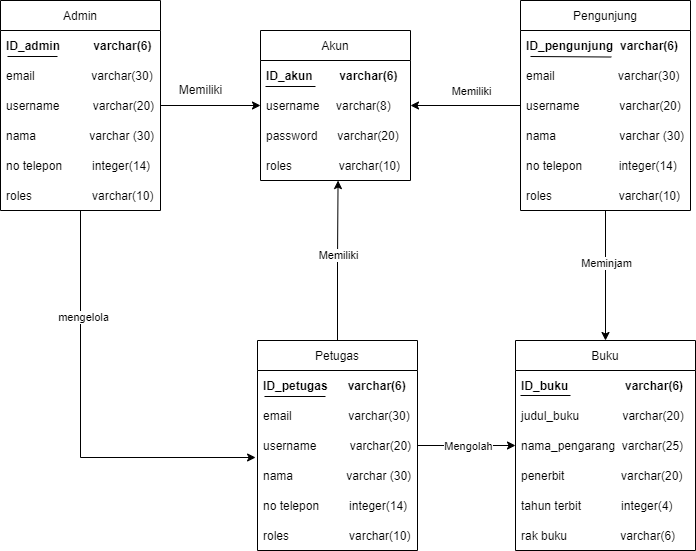 Admin
ID_admin varchar(6)
email varchar(30)
username varchar(20)
nama varchar (30)
no telepon integer(14)
roles varchar(10)
Memiliki
Akun
ID_akun varchar(6)
username varchar(8)
password varchar(20)
roles varchar(10)
Memiliki
Pengunjung
ID_pengunjung varchar(6)
email varchar(30)
username varchar(20)
nama varchar (30)
no telepon integer(14)
roles varchar(10)
Memiliki
Meminjam
mengelola
Petugas
ID_petugas varchar(6)
email varchar(30)
username varchar(20)
nama varchar (30)
no telepon integer(14)
roles varchar(10)
Mengolah
Buku
ID_buku varchar(6)
judul_buku varchar(20)
nama_pengarang varchar(25)
penerbit varchar(20)
tahun terbit integer(4)
rak buku varchar(6)